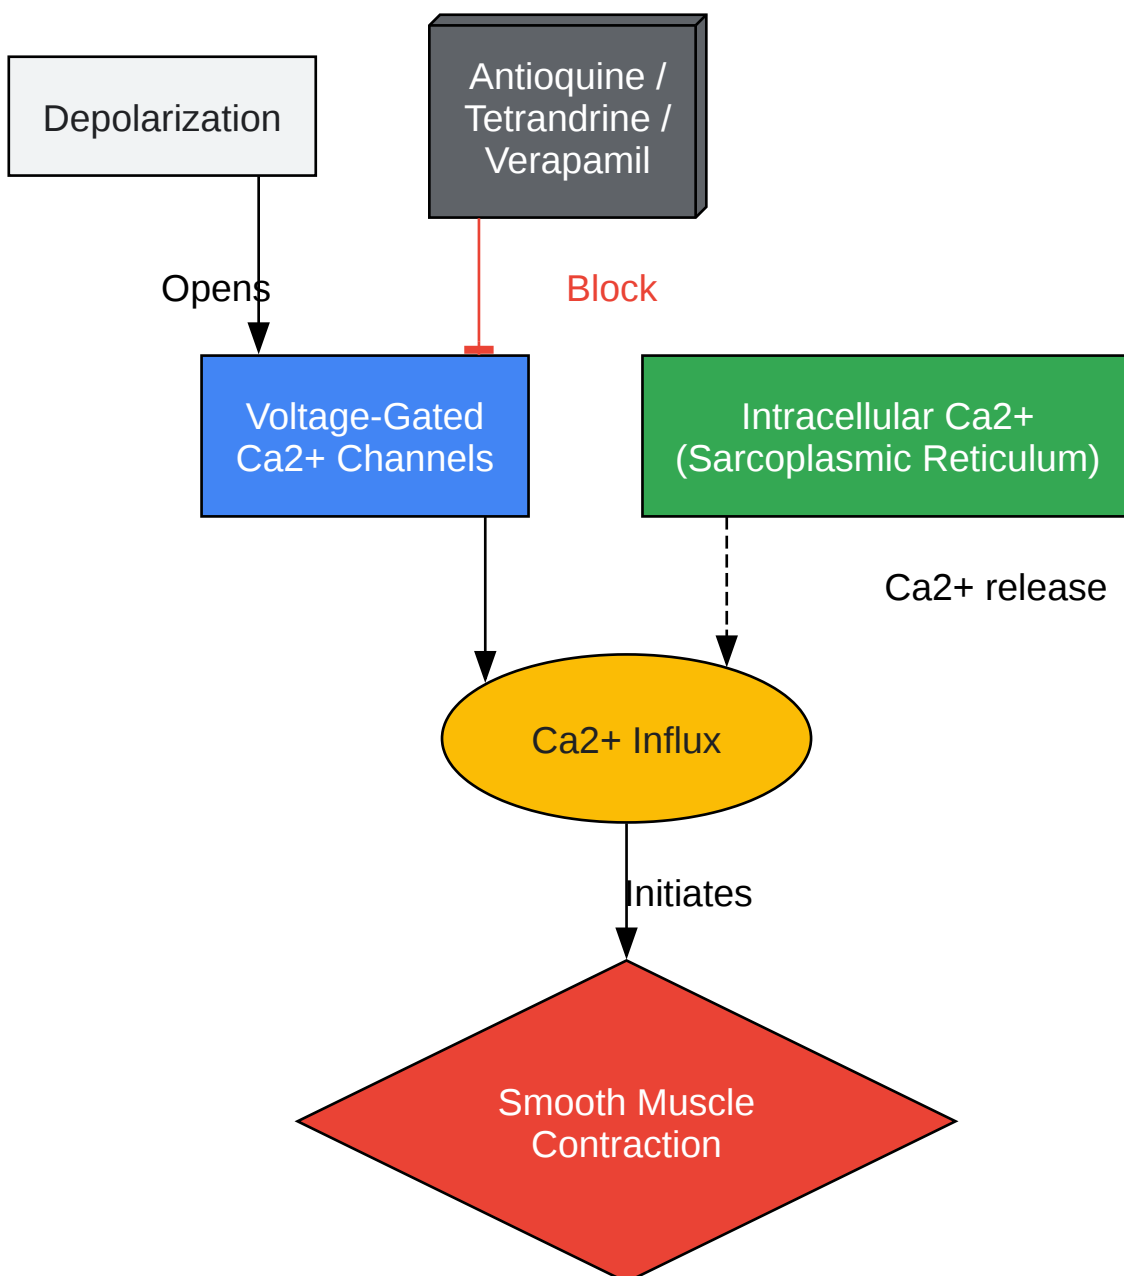 Depolarization
Antioquine /
Tetrandrine /
Verapamil
Opens
Block
Voltage-Gated
Ca2+ Channels
Intracellular Ca2+
(Sarcoplasmic Reticulum)
Ca2+ release
Ca2+ Influx
Initiates
Smooth Muscle
Contraction